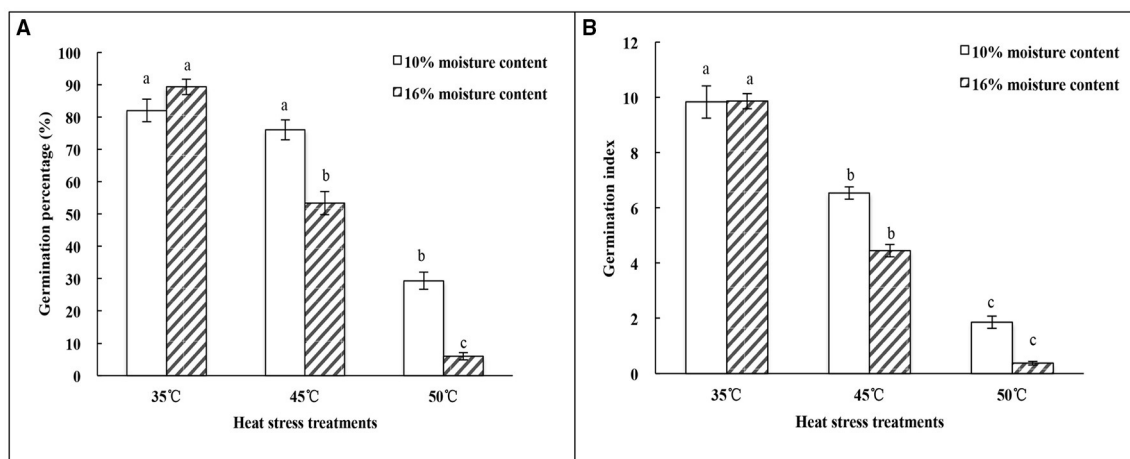 A
Germination percentage (%)
100
90
80
70
60
50
40
30
20
10
0
10% moisture content
16% moisture content
a
a
a
b
b
c
35℃
45℃
50℃
Heat stress treatments
B
Germination index
12
10
8
6
4
2
0
10% moisture content
16% moisture content
a
a
b
b
c
c
35℃
45℃
50℃
Heat stress treatments